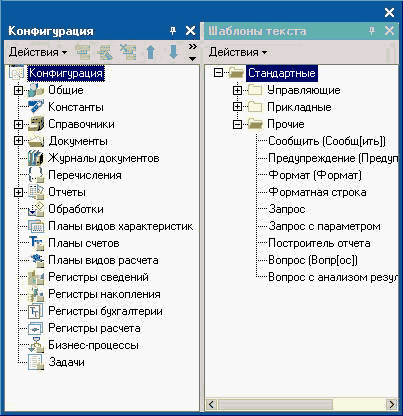 Конфигурация
Действия
Конфигурация
Общие
Константы
Справочники
Документы
Журналы документов
Перечисления
Отчеты
Обработки
Планы видов характеристик
Планы счетов
Планы видов расчета
Регистры сведений
Регистры накопления
Регистры бухгалтерии
Регистры расчета
Бизнес-процессы
Задачи
Шаблоны текста
Действия
Стандартные
Управляющие
Прикладные
Прочие
Сообщить (Сообщ[ить])
Предупреждение (Предуп
Формат (Формат)
Форматная строка
Запрос
Запрос с параметром
Построитель отчета
Вопрос (Вопр[ос])
Вопрос с анализом резул